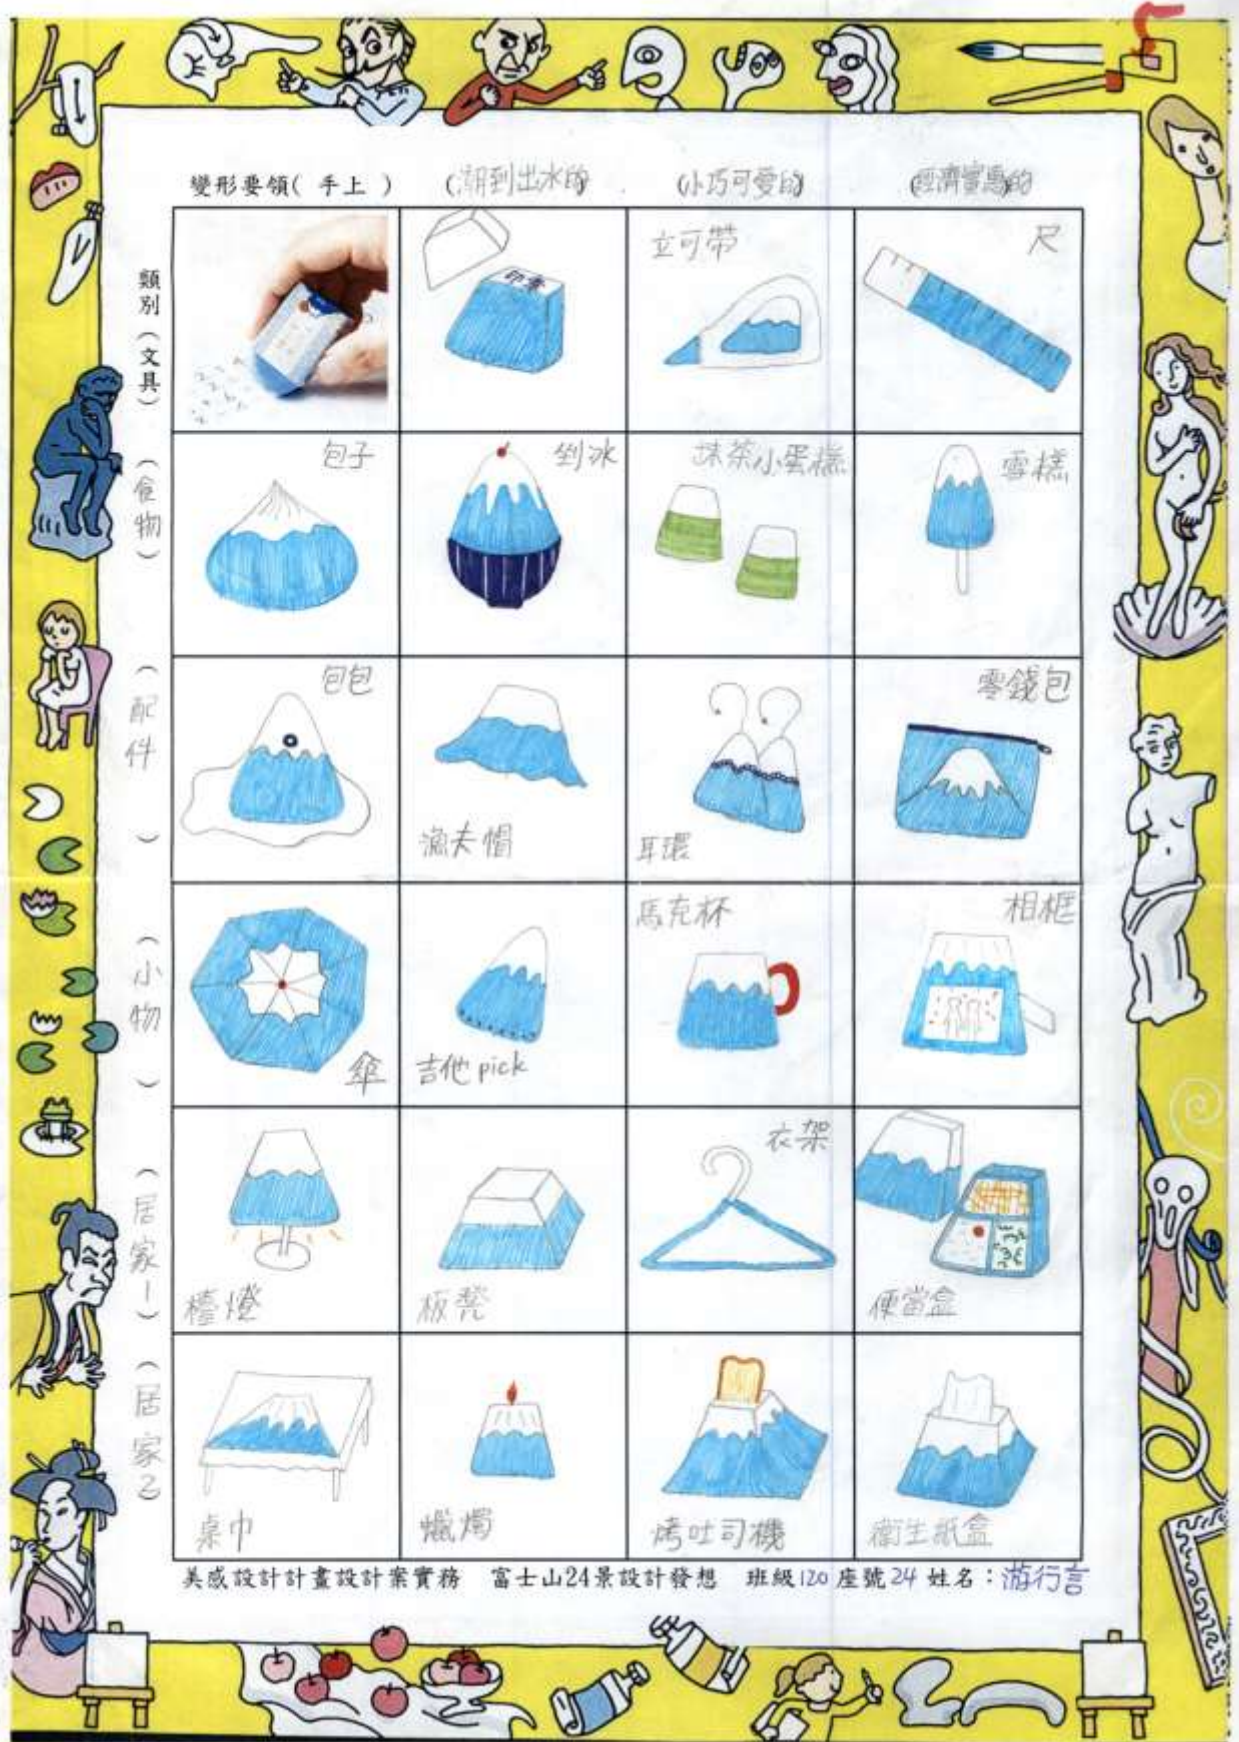 變形要領( 手上 ) (潮到出水的) (小巧可愛的) (經濟實惠的)
類別(文具)
印章
立可帶
尺
(食物)
包子
剉冰
抹茶小蛋糕
雪糕
(配件)
包包
漁夫帽
耳環
零錢包
(小物)
傘
吉他pick
馬克杯
相框
(居家1)
檯燈
板凳
衣架
便當盒
(居家2)
桌巾
蠟燭
烤吐司機
衛生紙盒
美感設計計畫設計案實務 富士山24景設計發想 班級120座號24 姓名：游行言